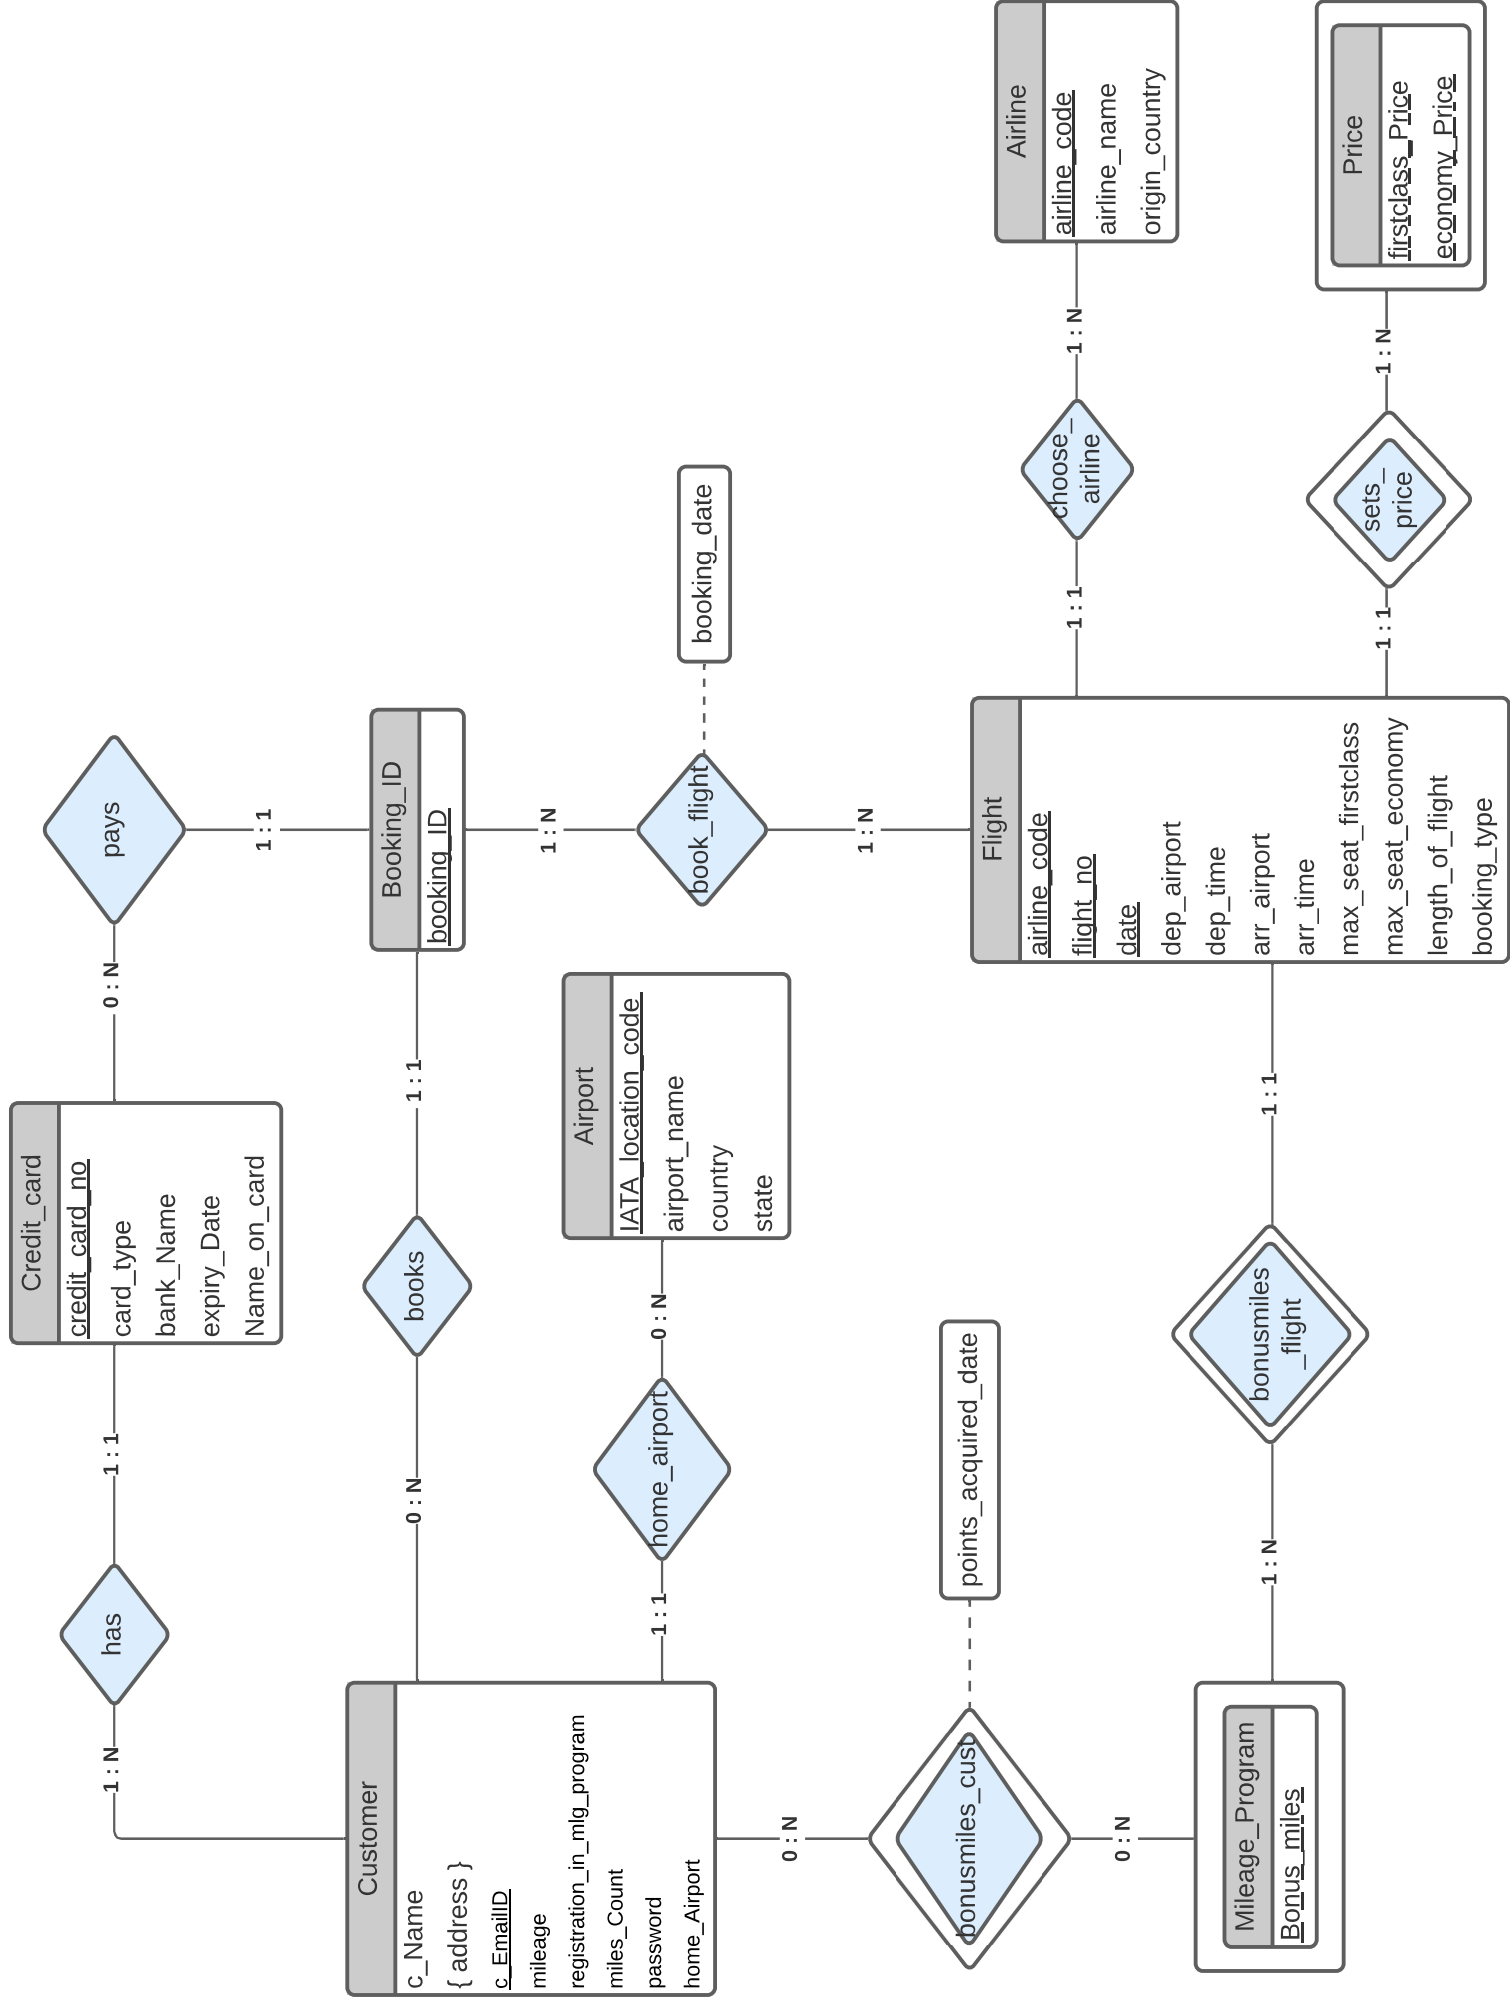 Credit_card
credit_card_no
card_type
bank_Name
expiry_Date
Name_on_card
pays
0 : N
1 : 1
has
1 : 1
1 : N
Booking_ID
booking_ID
books
1 : 1
0 : N
Customer
c_Name
{ address }
c_EmailID
mileage
registration_in_mlg_program
miles_Count
password
home_Airport
Airport
IATA_location_code
airport_name
country
state
home_airport
0 : N
1 : 1
book_flight
1 : N
1 : N
booking_date
bonusmiles_cust
0 : N
0 : N
points_acquired_date
Mileage_Program
Bonus_miles
bonusmiles
_flight
1 : N
1 : 1
Flight
airline_code
flight_no
date
dep_airport
dep_time
arr_airport
arr_time
max_seat_firstclass
max_seat_economy
length_of_flight
booking_type
choose_
airline
1 : 1
1 : N
Airline
airline_code
airline_name
origin_country
sets_
price
1 : 1
1 : N
Price
firstclass_Price
economy_Price